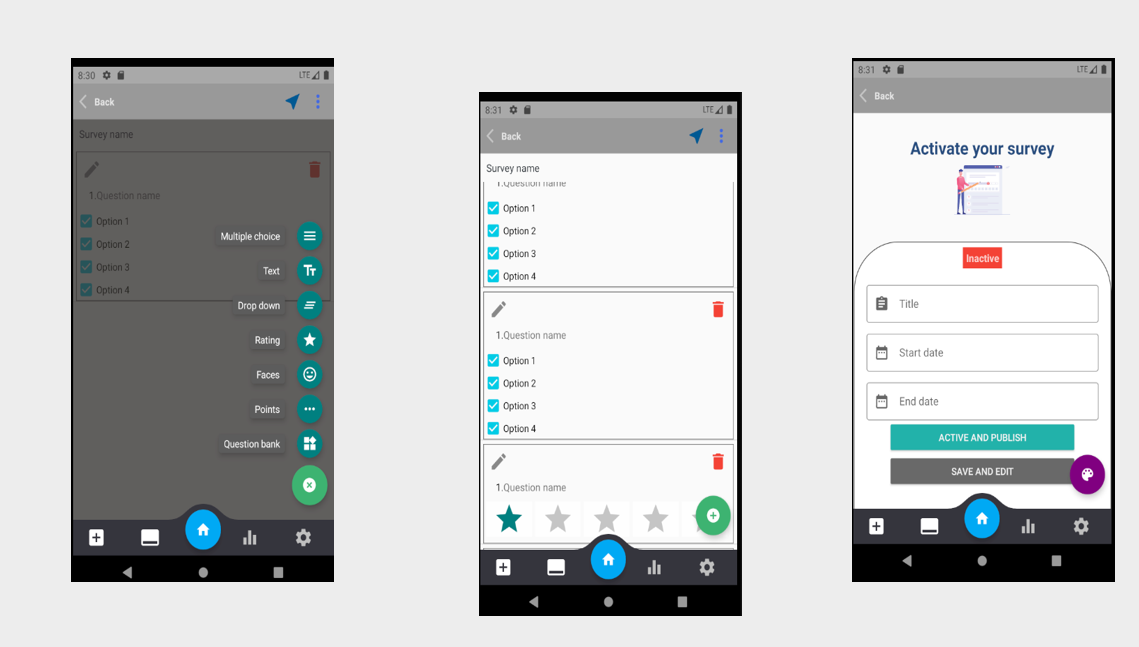 8:30
LTE
Back
Survey name
1.Question name
Option 1
Option 2
Option 3
Option 4
Multiple choice
Text
Drop down
Rating
Faces
Points
Question bank
8:31
LTE
Back
Survey name
1.Question name
Option 1
Option 2
Option 3
Option 4
1.Question name
Option 1
Option 2
Option 3
Option 4
1.Question name
8:31
LTE
Back
Activate your survey
Inactive
Title
Start date
End date
ACTIVE AND PUBLISH
SAVE AND EDIT